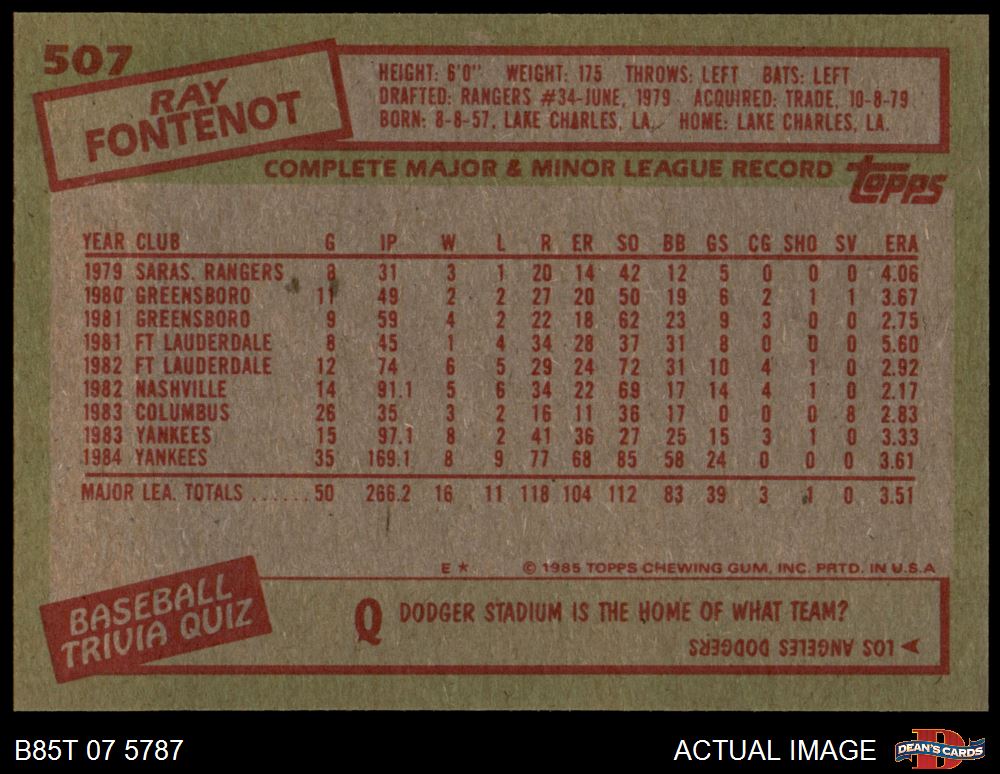 507
RAY
FONTENOT
HEIGHT: 6'0" WEIGHT: 175 THROWS: LEFT BATS: LEFT
DRAFTED: RANGERS #34-JUNE, 1979 ACQUIRED: TRADE, 10-8-79
BORN: 8-8-57, LAKE CHARLES, LA. HOME: LAKE CHARLES, LA.
COMPLETE MAJOR & MINOR LEAGUE RECORD
topps
YEAR CLUB G IP W L R ER SO BB GS CG SHO SV ERA
1979 SARAS. RANGERS 8 31 3 1 20 14 42 12 5 0 0 0 4.06
1980 GREENSBORO 11 49 2 2 27 20 50 19 6 2 1 1 3.67
1981 GREENSBORO 9 59 4 2 22 18 62 23 9 3 0 0 2.75
1981 FT LAUDERDALE 8 45 1 4 34 28 37 31 8 0 0 0 5.60
1982 FT LAUDERDALE 12 74 6 5 29 24 72 31 10 4 1 0 2.92
1982 NASHVILLE 14 91.1 5 6 34 22 69 17 14 4 1 0 2.17
1983 COLUMBUS 26 35 3 2 16 11 36 17 0 0 0 8 2.83
1983 YANKEES 15 97.1 8 2 41 36 27 25 15 3 1 0 3.33
1984 YANKEES 35 169.1 8 9 77 68 85 58 24 0 0 0 3.61
MAJOR LEA. TOTALS ...... 50 266.2 16 11 118 104 112 83 39 3 1 0 3.51
E * © 1985 TOPPS CHEWING GUM, INC. PRTD. IN U.S.A
BASEBALL
TRIVIA QUIZ
Q DODGER STADIUM IS THE HOME OF WHAT TEAM?
LOS ANGELES DODGERS
B85T 07 5787
ACTUAL IMAGE
DEAN'S CARDS